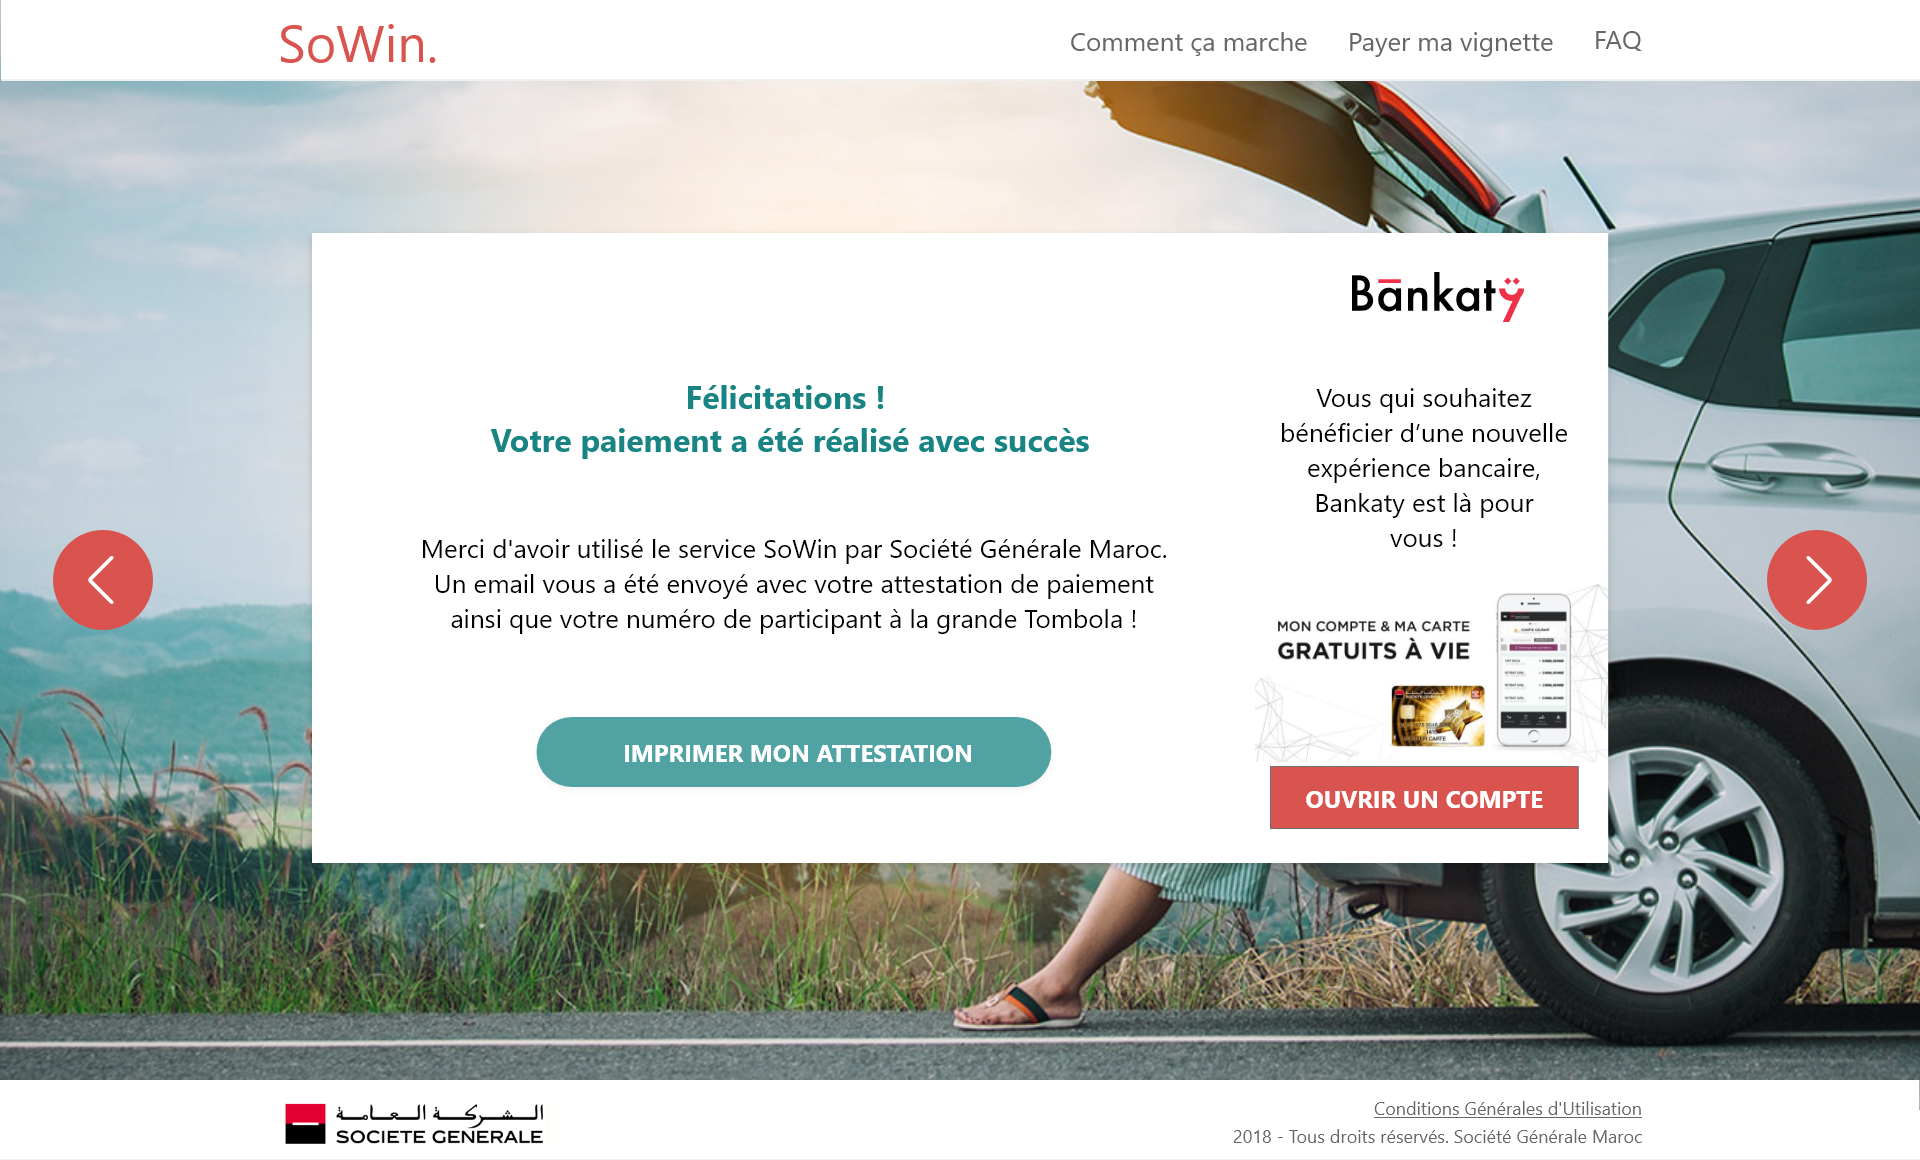 SoWin.
Comment ça marche
Payer ma vignette
FAQ
Bankaty
Félicitations !
Votre paiement a été réalisé avec succès
Merci d'avoir utilisé le service SoWin par Société Générale Maroc.
Un email vous a été envoyé avec votre attestation de paiement
ainsi que votre numéro de participant à la grande Tombola !
IMPRIMER MON ATTESTATION
Vous qui souhaitez
bénéficier d’une nouvelle
expérience bancaire,
Bankaty est là pour
vous !
MON COMPTE & MA CARTE
GRATUITS À VIE
OUVRIR UN COMPTE
الـشـركـة الـعـامـة
SOCIETE GENERALE
Conditions Générales d'Utilisation
2018 - Tous droits réservés. Société Générale Maroc